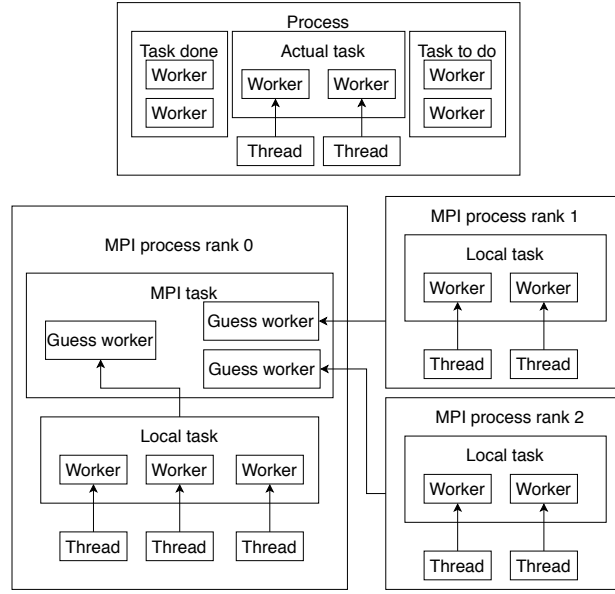 Process
Task done
Actual task
Task to do
Worker
Worker
Worker
Worker
Worker
Worker
Thread
Thread
MPI process rank 0
MPI task
Guess worker
Guess worker
Guess worker
Local task
Worker
Worker
Worker
Thread
Thread
Thread
MPI process rank 1
Local task
Worker
Worker
Thread
Thread
MPI process rank 2
Local task
Worker
Worker
Thread
Thread